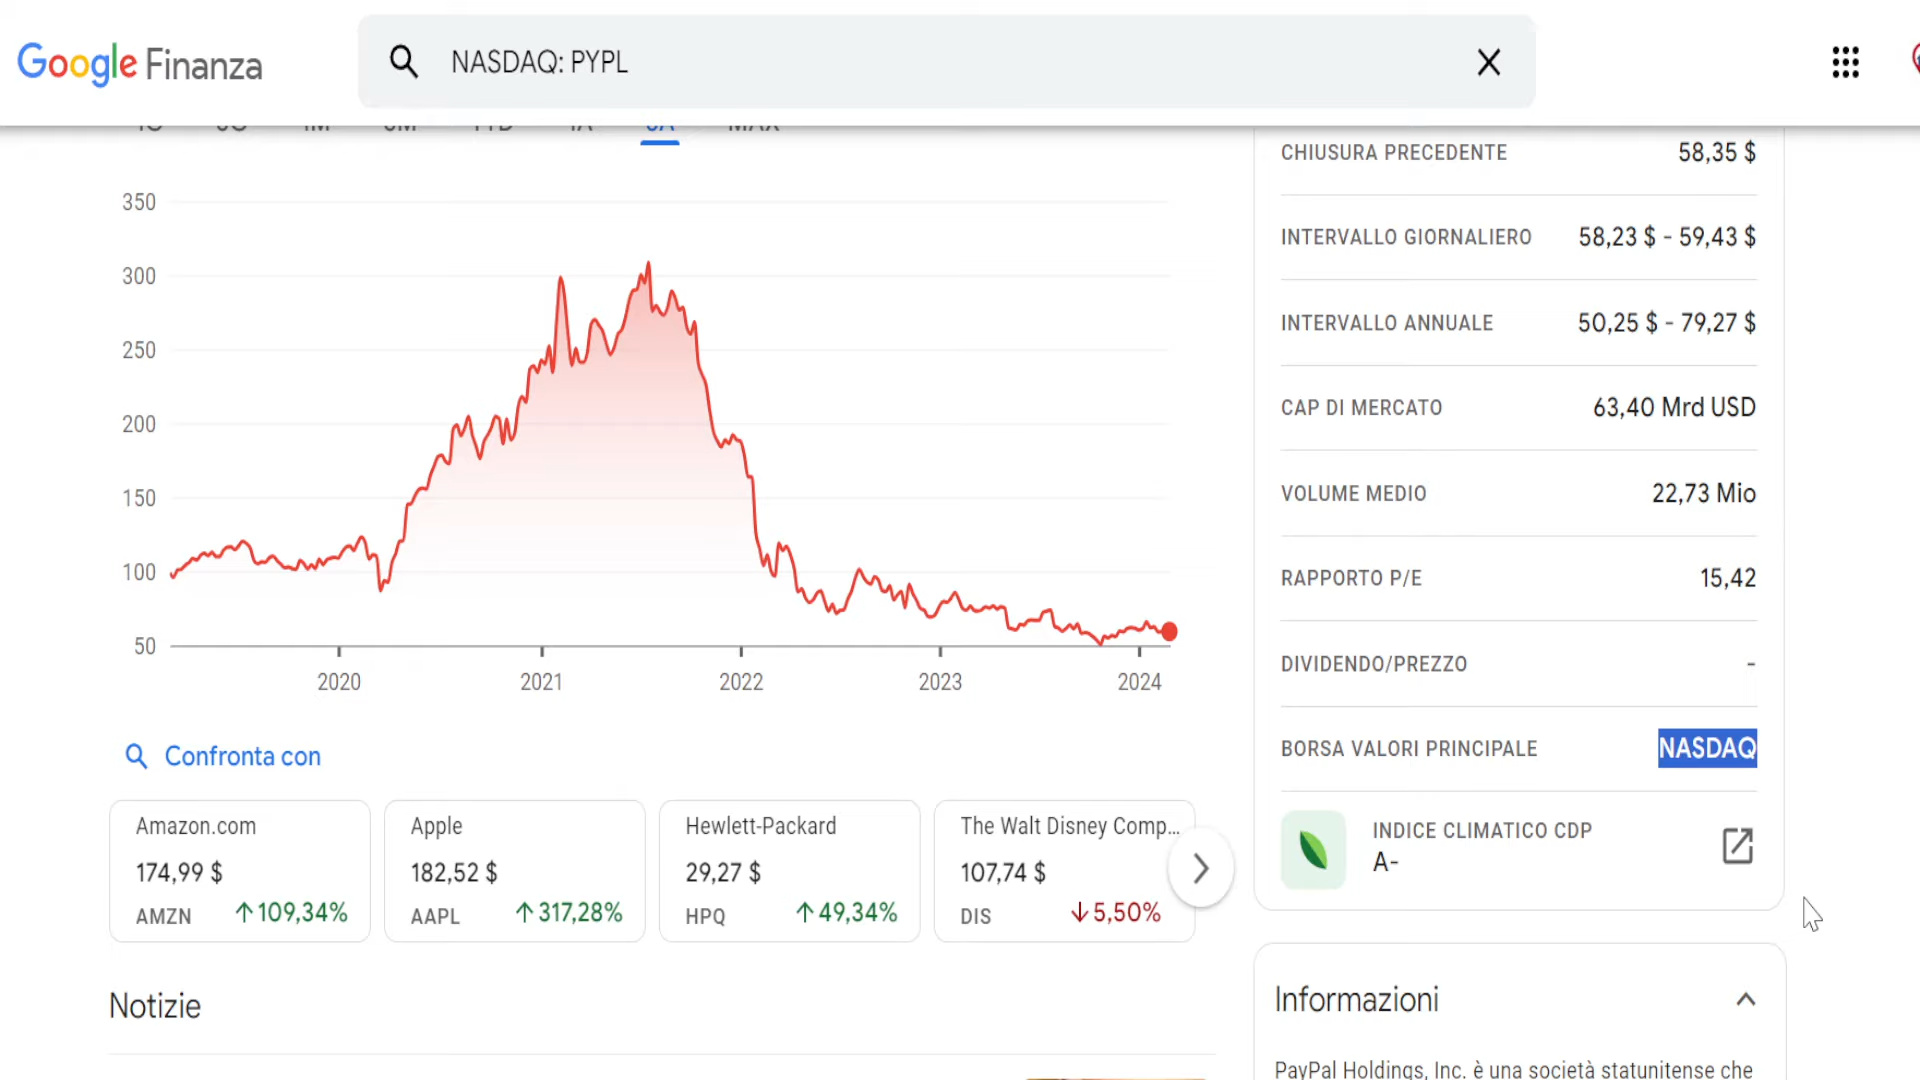 Google Finanza
NASDAQ: PYPL
5A
MAX
350
300
250
200
150
100
50
2020 2021 2022 2023 2024
Confronta con
Amazon.com
174,99 $
AMZN ↑109,34%
Apple
182,52 $
AAPL ↑317,28%
Hewlett-Packard
29,27 $
HPQ ↑49,34%
The Walt Disney Comp...
107,74 $
DIS ↓5,50%
Notizie
CHIUSURA PRECEDENTE 58,35 $
INTERVALLO GIORNALIERO 58,23 $ - 59,43 $
INTERVALLO ANNUALE 50,25 $ - 79,27 $
CAP DI MERCATO 63,40 Mrd USD
VOLUME MEDIO 22,73 Mio
RAPPORTO P/E 15,42
DIVIDENDO/PREZZO -
BORSA VALORI PRINCIPALE NASDAQ
INDICE CLIMATICO CDP
A-
Informazioni
PayPal Holdings, Inc. è una società statunitense che